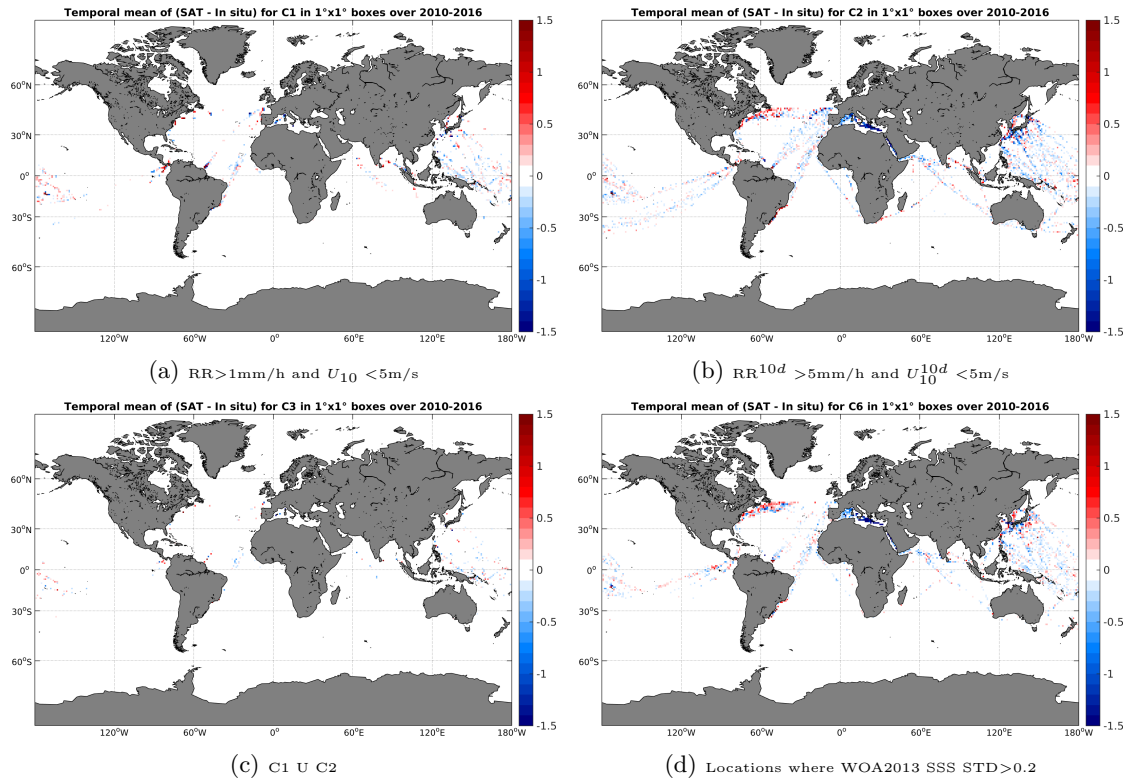 Temporal mean of (SAT - In situ) for C1 in 1°x1° boxes over 2010-2016
60°N
30°N
0°
30°S
60°S
120°W
60°W
0°
60°E
120°E
180°W
1.5
1
0.5
0
-0.5
-1
-1.5
(a) RR>1mm/h and U10 <5m/s
Temporal mean of (SAT - In situ) for C2 in 1°x1° boxes over 2010-2016
60°N
30°N
0°
30°S
60°S
120°W
60°W
0°
60°E
120°E
180°W
1.5
1
0.5
0
-0.5
-1
-1.5
(b) RR10d >5mm/h and U10d10 <5m/s
Temporal mean of (SAT - In situ) for C3 in 1°x1° boxes over 2010-2016
60°N
30°N
0°
30°S
60°S
120°W
60°W
0°
60°E
120°E
180°W
1.5
1
0.5
0
-0.5
-1
-1.5
(c) C1 U C2
Temporal mean of (SAT - In situ) for C6 in 1°x1° boxes over 2010-2016
60°N
30°N
0°
30°S
60°S
120°W
60°W
0°
60°E
120°E
180°W
1.5
1
0.5
0
-0.5
-1
-1.5
(d) Locations where WOA2013 SSS STD>0.2